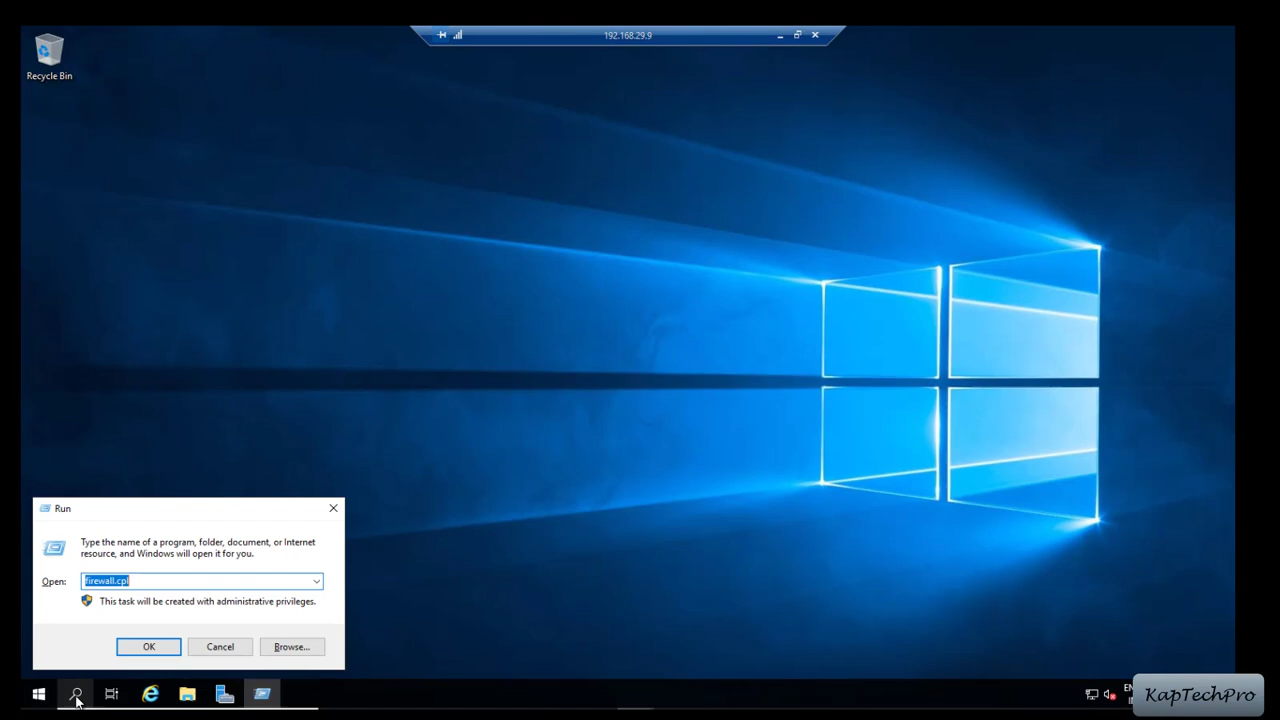 192.168.29.9
Recycle Bin
Run
Type the name of a program, folder, document, or Internet
resource, and Windows will open it for you.
Open:
firewall.cpl
This task will be created with administrative privileges.
OK
Cancel
Browse...
KapTechPro